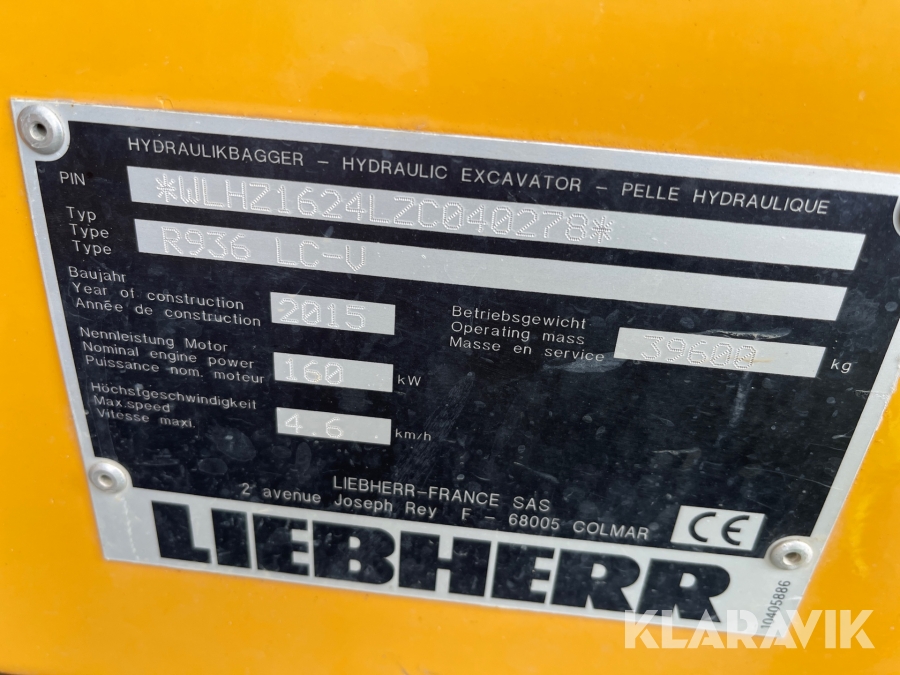 HYDRAULIKBAGGER – HYDRAULIC EXCAVATOR – PELLE HYDRAULIQUE
PIN *WLHZ1624LZC040278*
Typ
Type
Type
R936 LC-V
Baujahr
Year of construction
Année de construction
2015
Betriebsgewicht
Operating mass
Masse en service
39600 kg
Nennleistung Motor
Nominal engine power
Puissance nom. moteur
160 kW
Höchstgeschwindigkeit
Max.speed
Vitesse maxi.
4.6 km/h
LIEBHERR-FRANCE SAS
2 avenue Joseph Rey F – 68005 COLMAR
CE
LIEBHERR
10405886
KLARAVIK